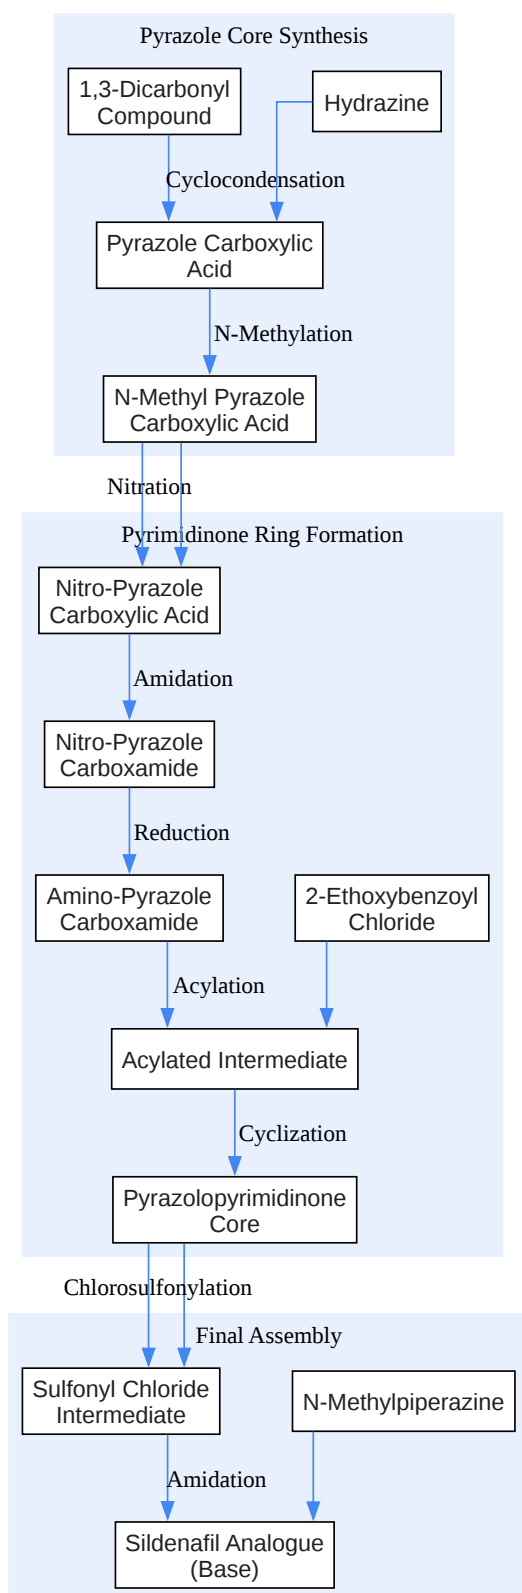 Pyrazole Core Synthesis
1,3-Dicarbonyl
Compound
Hydrazine
Cyclocondensation
Pyrazole Carboxylic
Acid
N-Methylation
N-Methyl Pyrazole
Carboxylic Acid
Nitration
Pyrimidinone Ring Formation
Nitro-Pyrazole
Carboxylic Acid
Amidation
Nitro-Pyrazole
Carboxamide
Reduction
Amino-Pyrazole
Carboxamide
2-Ethoxybenzoyl
Chloride
Acylation
Acylated Intermediate
Cyclization
Pyrazolopyrimidinone
Core
Chlorosulfonylation
Final Assembly
Sulfonyl Chloride
Intermediate
N-Methylpiperazine
Amidation
Sildenafil Analogue
(Base)